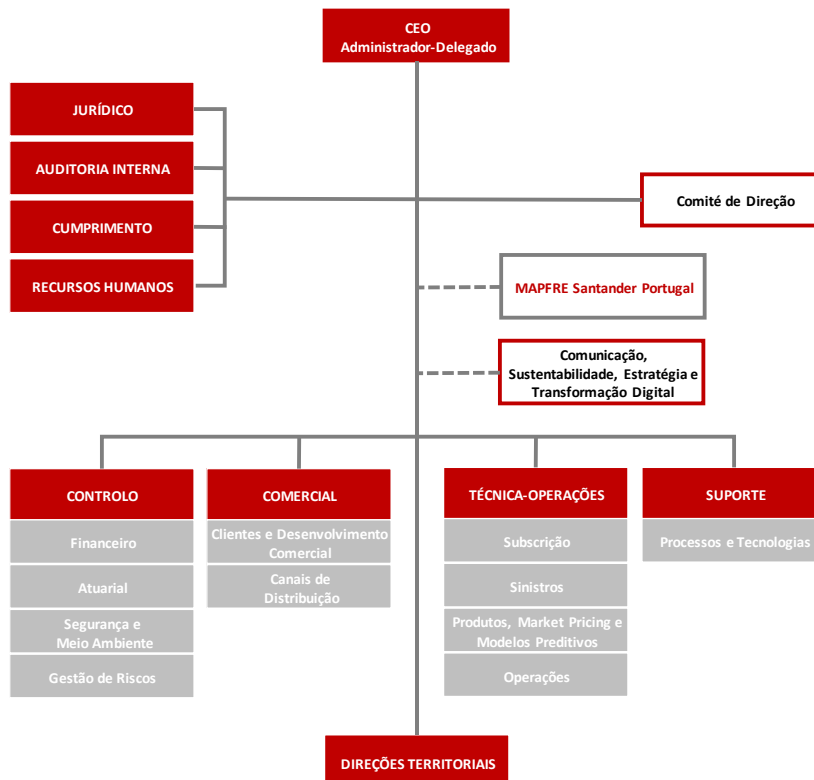 CEO
Administrador-Delegado
JURÍDICO
AUDITORIA INTERNA
CUMPRIMENTO
RECURSOS HUMANOS
Comité de Direção
MAPFRE Santander Portugal
Comunicação,
Sustentabilidade, Estratégia e
Transformação Digital
CONTROLO
Financeiro
Atuarial
Segurança e
Meio Ambiente
Gestão de Riscos
COMERCIAL
Clientes e Desenvolvimento
Comercial
Canais de
Distribuição
TÉCNICA-OPERAÇÕES
Subscrição
Sinistros
Produtos, Market Pricing e
Modelos Preditivos
Operações
SUPORTE
Processos e Tecnologias
DIREÇÕES TERRITORIAIS